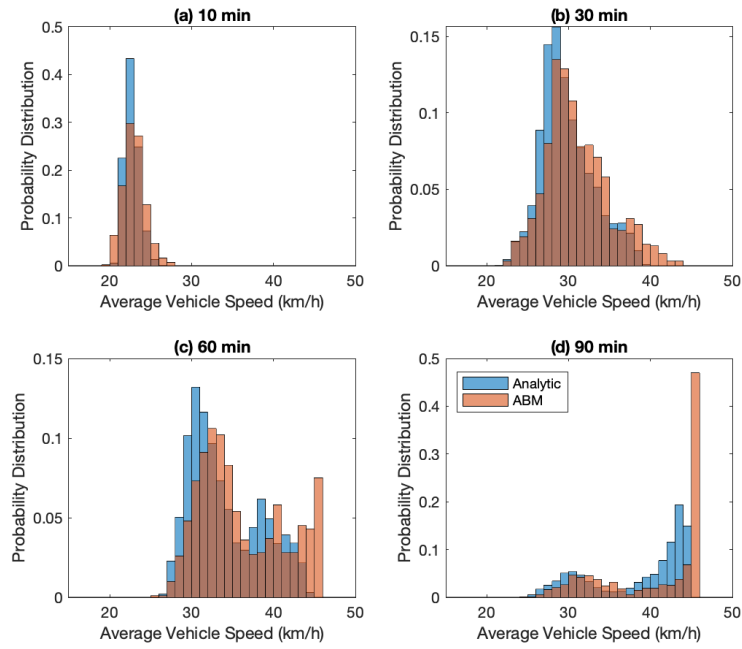 (a) 10 min
0.5
0.4
0.3
0.2
0.1
0
Probability Distribution
20
30
40
50
Average Vehicle Speed (km/h)
(b) 30 min
0.15
0.1
0.05
0
Probability Distribution
20
30
40
50
Average Vehicle Speed (km/h)
(c) 60 min
0.15
0.1
0.05
0
Probability Distribution
20
30
40
50
Average Vehicle Speed (km/h)
(d) 90 min
Analytic
ABM
0.5
0.4
0.3
0.2
0.1
0
Probability Distribution
20
30
40
50
Average Vehicle Speed (km/h)